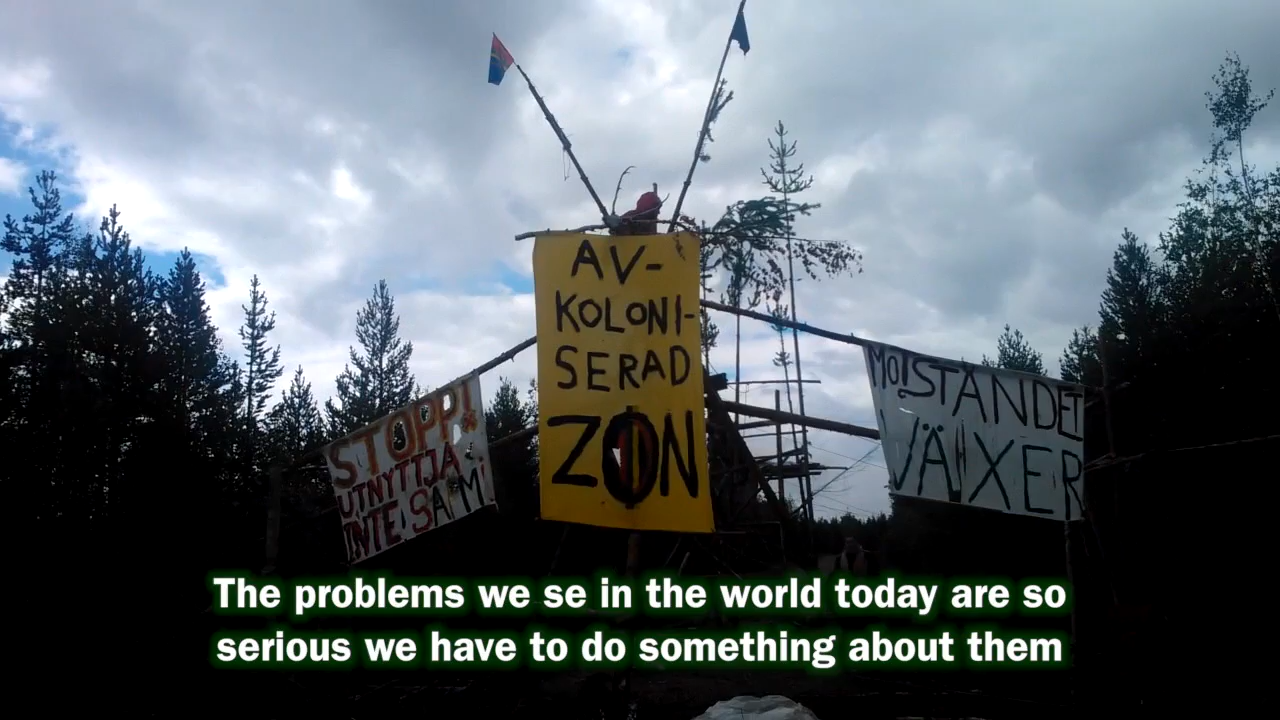 AV-
KOLONI-
SERAD
ZON
STOPP!
UTNYTTJA
INTE SAMI
MOTSTÅNDET
VÄXER
The problems we se in the world today are so
serious we have to do something about them